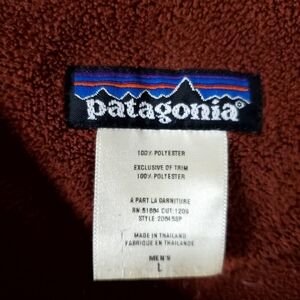 patagonia®
100% POLYESTER
EXCLUSIVE OF TRIM
100% POLYESTER
A PART LA GARNITURE
RN 51884 CUT 1209
MADE IN THAILAND
FABRIQUE EN THAILANDE
MEN'S
L